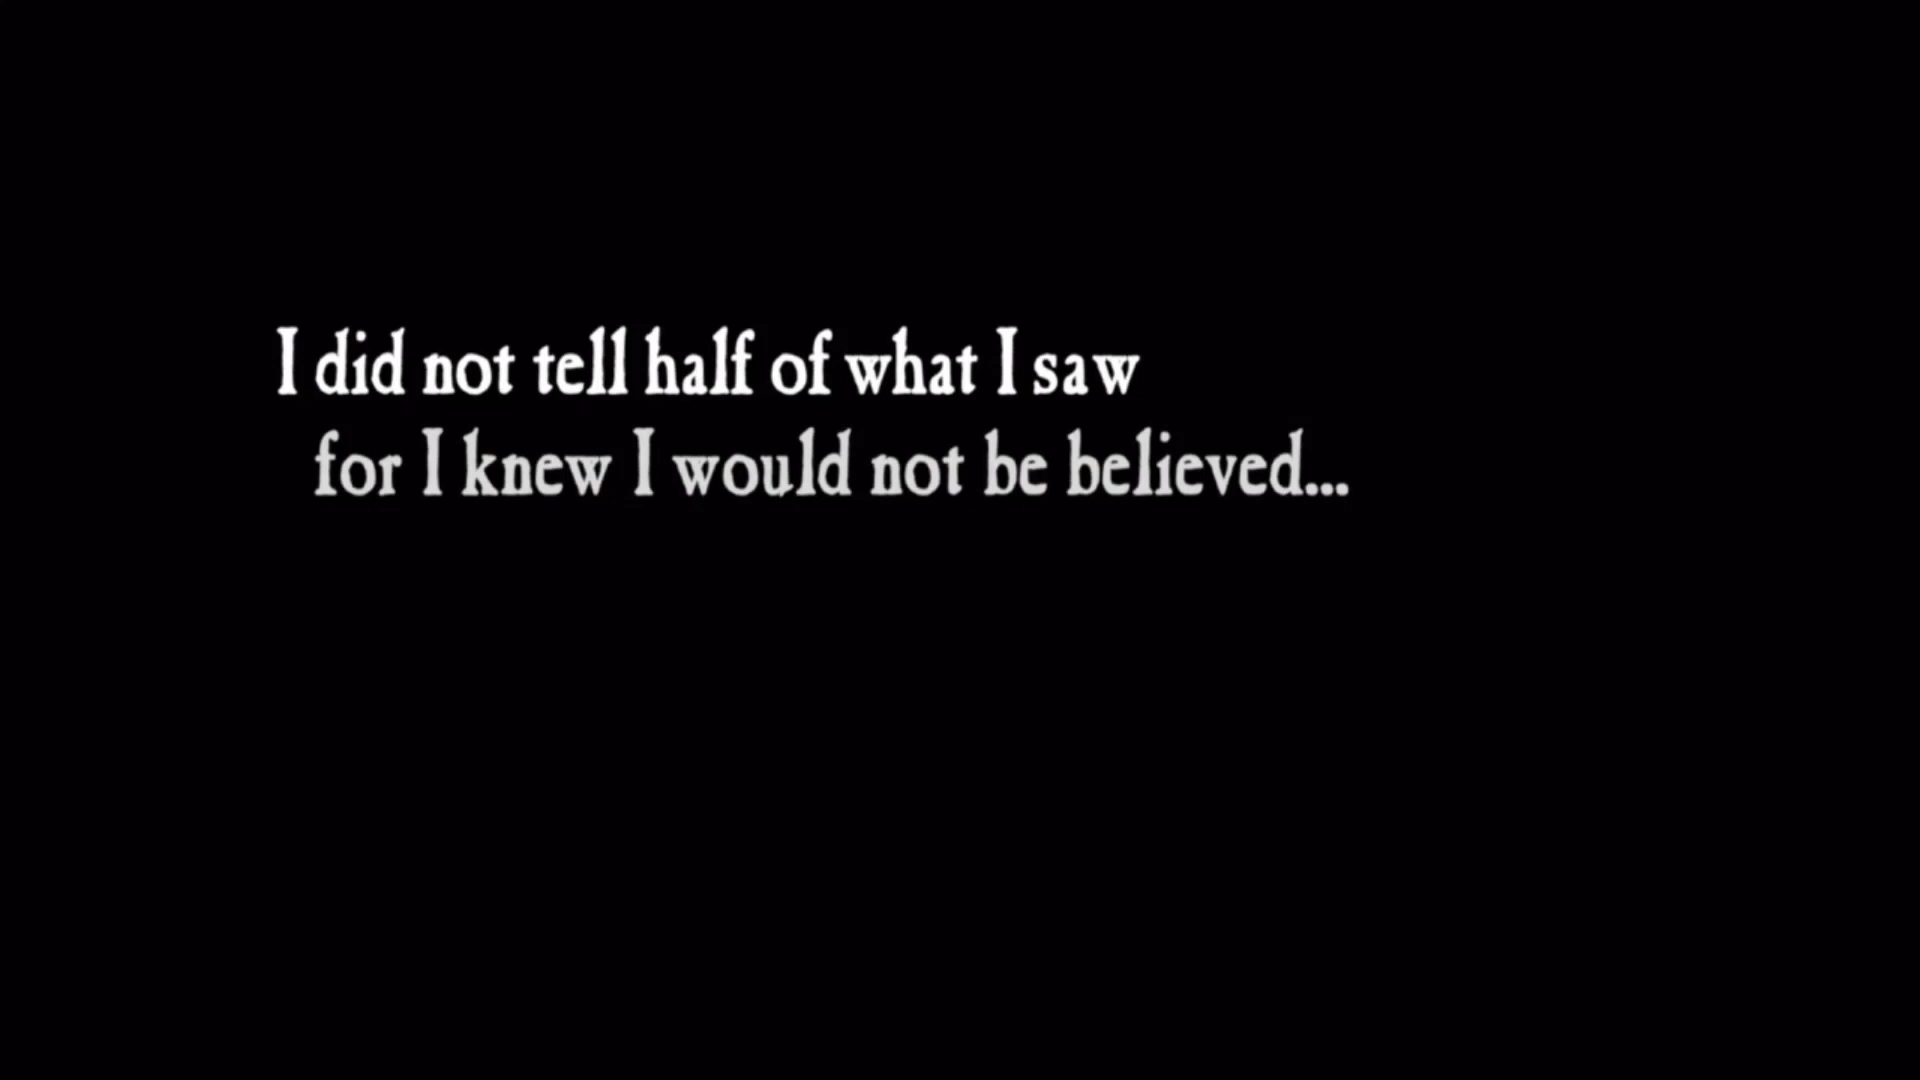 I did not tell half of what I saw
for I knew I would not be believed...